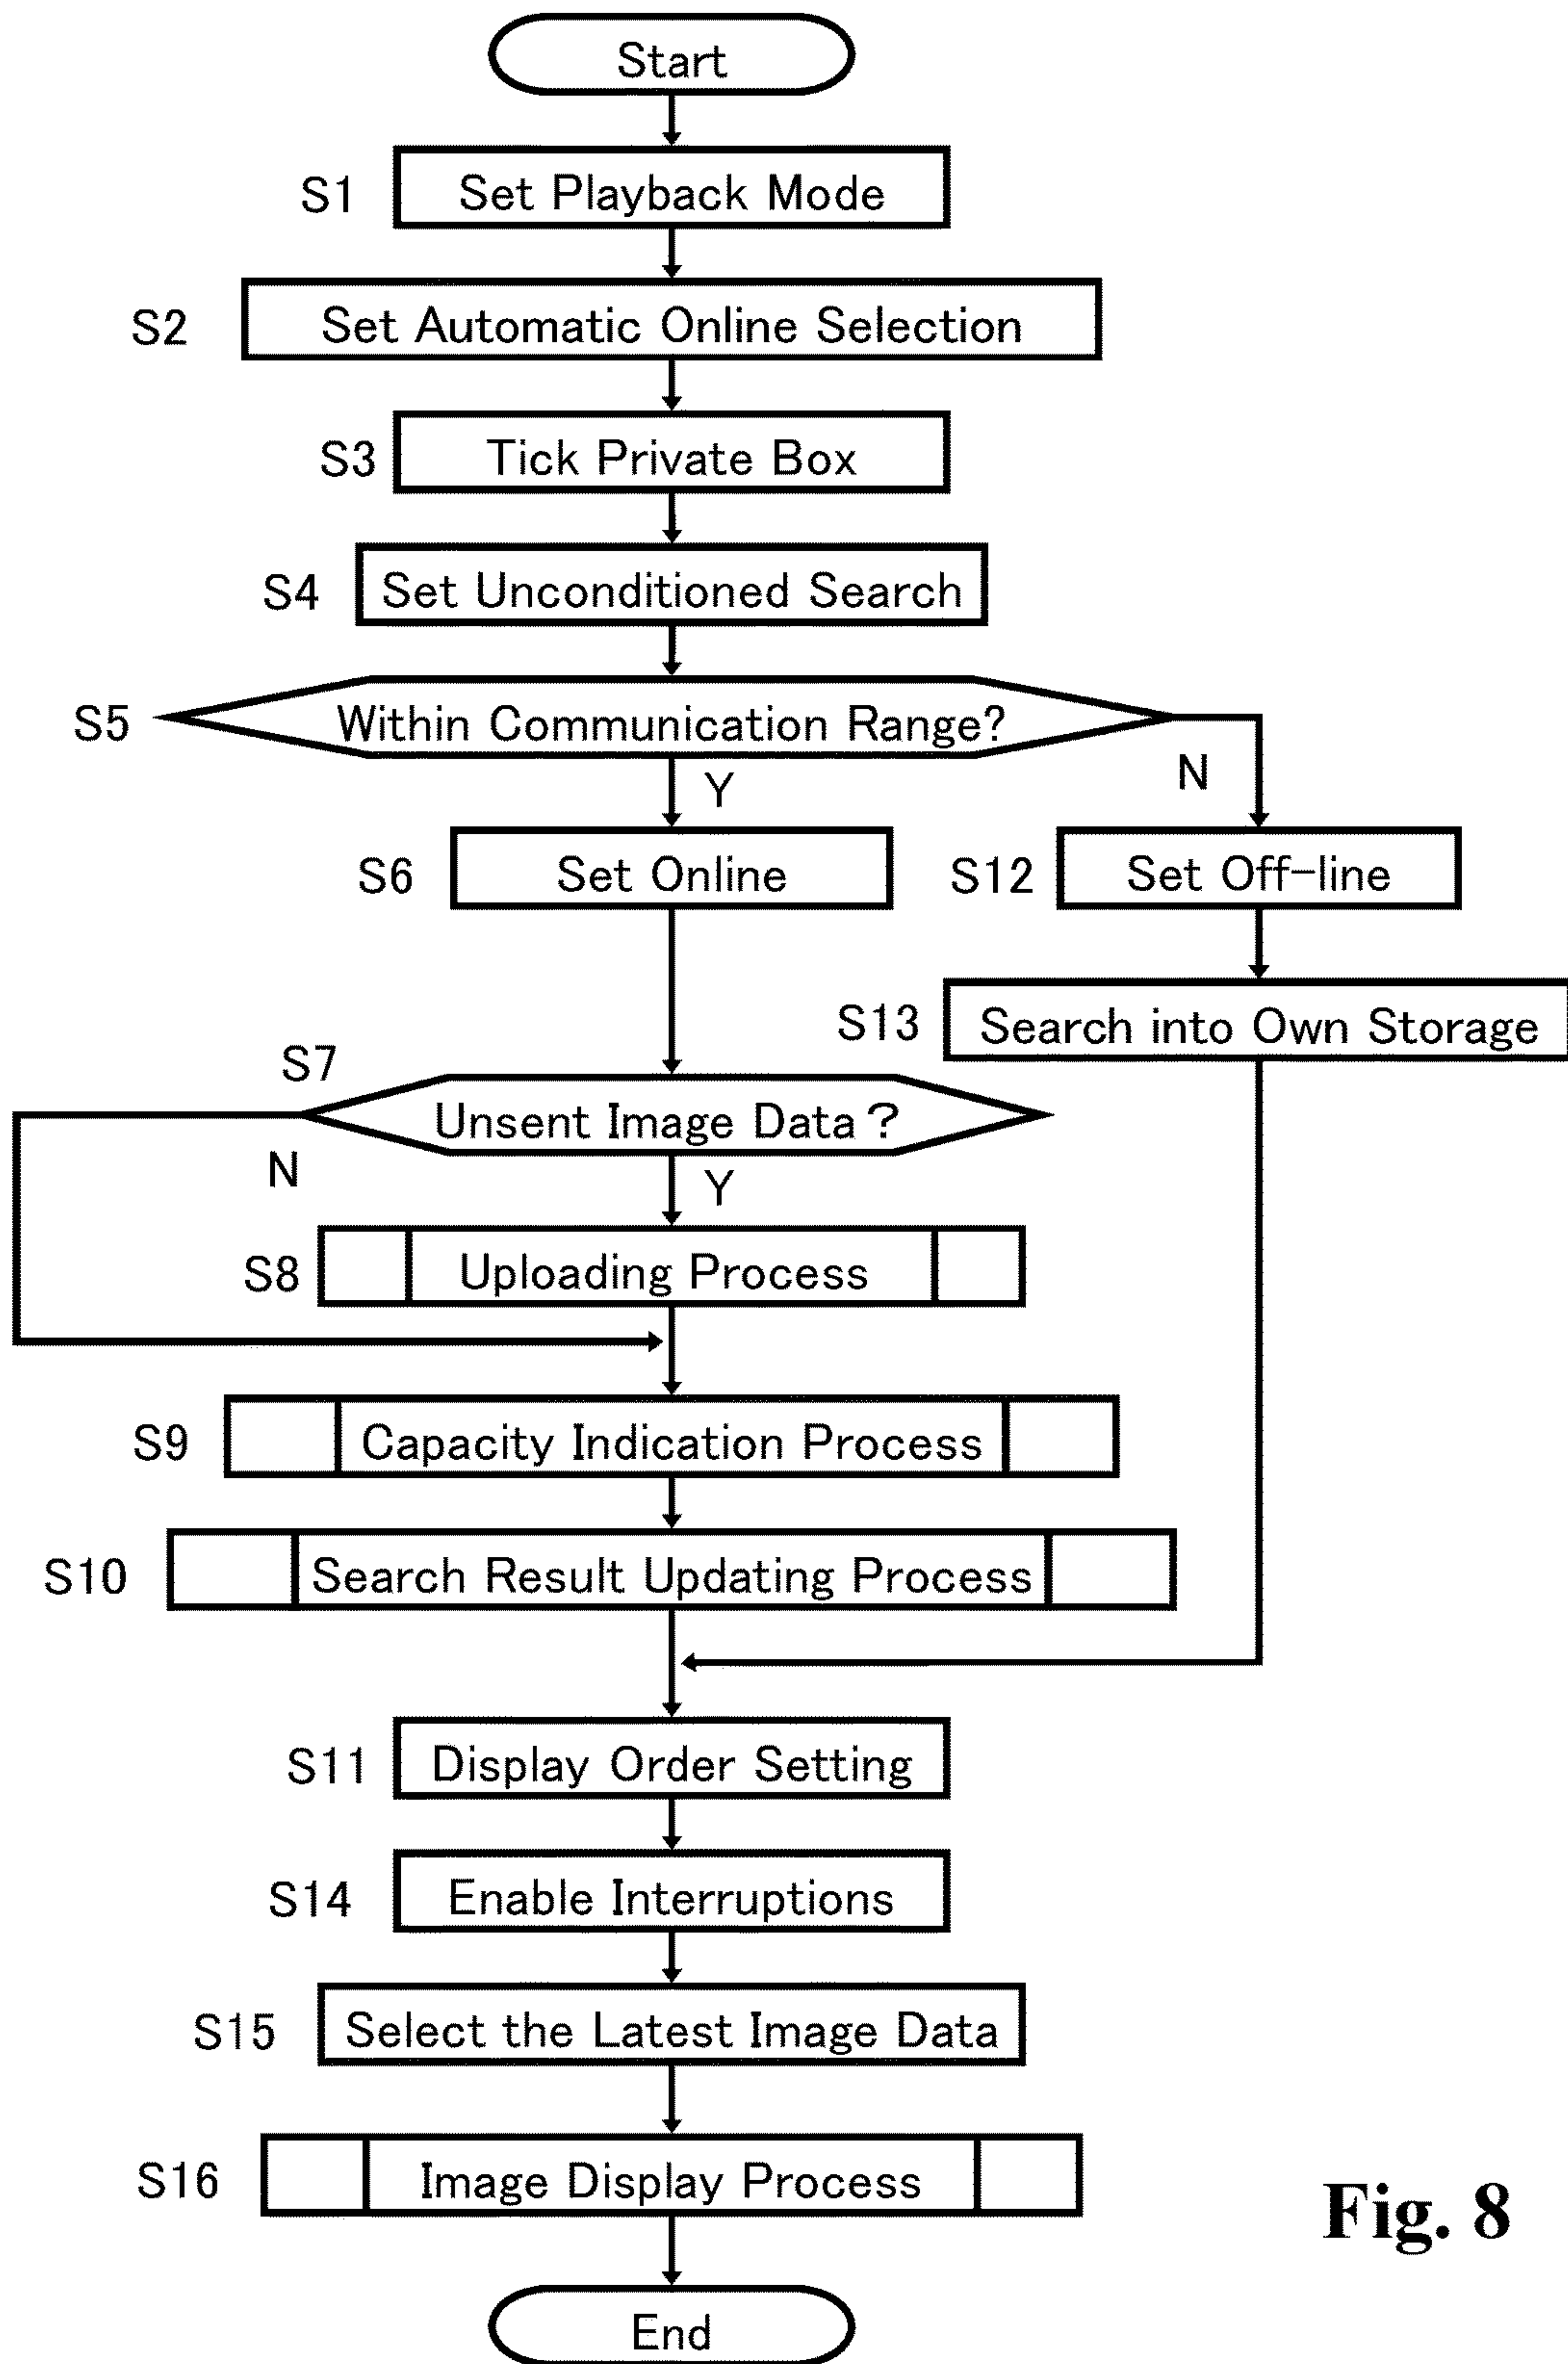 Start
S1
Set Playback Mode
S2
Set Automatic Online Selection
S3
Tick Private Box
S4
Set Unconditioned Search
S5
Within Communication Range?
Y
N
S6
Set Online
S12
Set Off-line
S13
Search into Own Storage
S7
Unsent Image Data?
N
Y
S8
Uploading Process
S9
Capacity Indication Process
S10
Search Result Updating Process
S11
Display Order Setting
S14
Enable Interruptions
S15
Select the Latest Image Data
S16
Image Display Process
Fig. 8
End